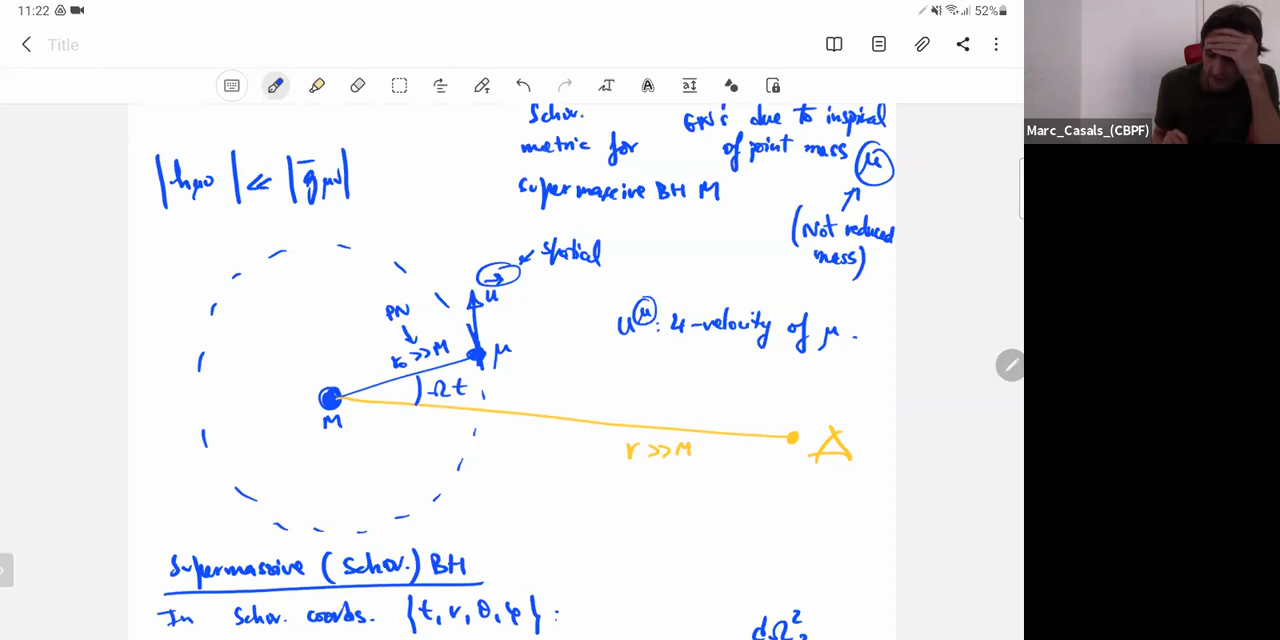 11:22
52%
Title
Marc_Casals_(CBPF)
Schw.
metric for
supermassive BH M
GW's due to inspiral
of point mass μ
(Not reduced
mass)
|hμν| ≪ |ḡμν|
spatial
u
PN
r₀ ≫ M
μ
Ωt
M
u^μ : 4-velocity of μ.
r ≫ M
Supermassive (Schw.) BH
In Schw. coords. {t, r, θ, φ} :
dΩ₂²